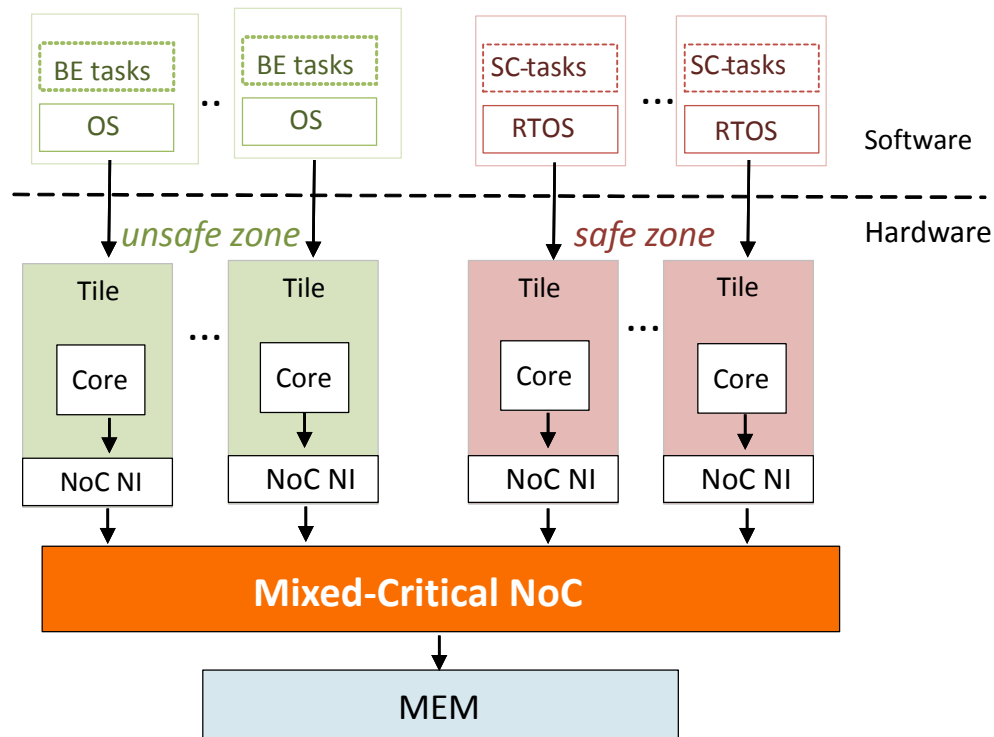 BE tasks
BE tasks
SC-tasks
SC-tasks
..
...
OS
OS
RTOS
RTOS
Software
unsafe zone
safe zone
Hardware
Tile
Tile
Tile
Tile
...
...
Core
Core
Core
Core
NoC NI
NoC NI
NoC NI
NoC NI
Mixed-Critical NoC
MEM